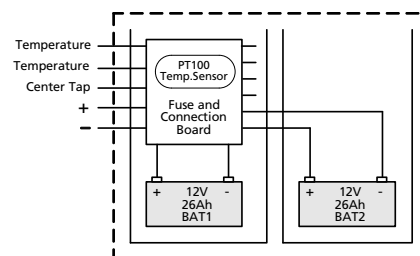 Temperature
Temperature
Center Tap
+
−
PT100
Temp.Sensor
Fuse and
Connection
Board
+ 12V -
26Ah
BAT1
+ 12V -
26Ah
BAT2